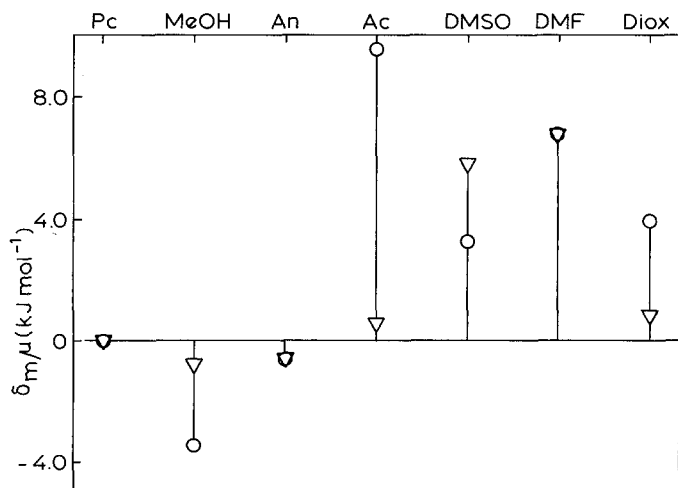 Pc MeOH An Ac DMSO DMF Diox
8.0
4.0
0
-4.0
δm/μ(kJ mol⁻¹)